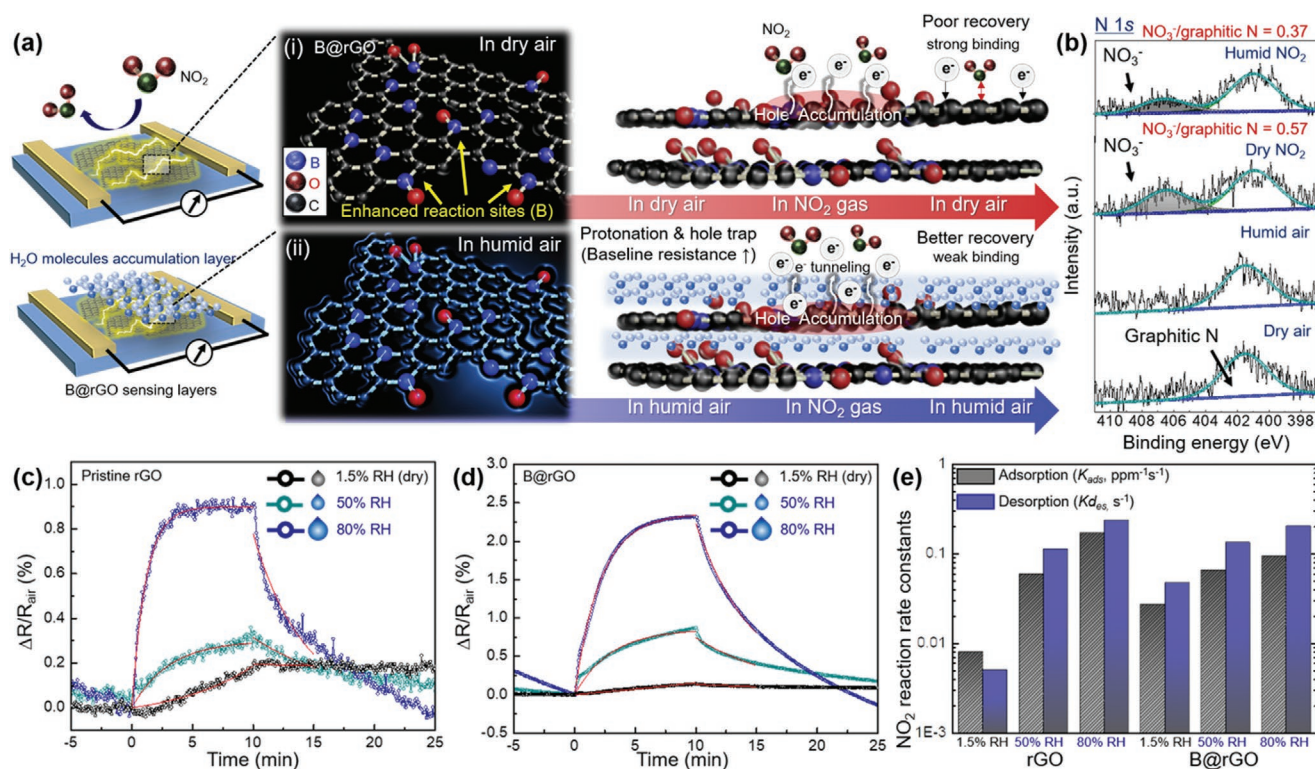 (a)
NO2
H2O molecules accumulation layer
B@rGO sensing layers
(i)
B@rGO
In dry air
B
O
C
Enhanced reaction sites (B)
(ii)
In humid air
NO2
Poor recovery
strong binding
e-
e-
e-
e-
e-
Hole Accumulation
In dry air
In NO2 gas
In dry air
Protonation & hole trap
(Baseline resistance ↑)
Better recovery
weak binding
e-
e-
e- tunneling
e-
e-
Hole Accumulation
In humid air
In NO2 gas
In humid air
(b)
N 1s
NO3-/graphitic N = 0.37
Humid NO2
NO3-
NO3-/graphitic N = 0.57
Dry NO2
NO3-
Humid air
Dry air
Graphitic N
Intensity (a.u.)
410 408 406 404 402 400 398
Binding energy (eV)
(c)
Pristine rGO
1.5% RH (dry)
50% RH
80% RH
1.0
0.8
0.6
0.4
0.2
0.0
ΔR/Rair (%)
-5 0 5 10 15 20 25
Time (min)
(d)
B@rGO
1.5% RH (dry)
50% RH
80% RH
3.0
2.5
2.0
1.5
1.0
0.5
0.0
-0.5
ΔR/Rair (%)
-5 0 5 10 15 20 25
Time (min)
(e)
Adsorption (Kads, ppm-1s-1)
Desorption (Kdes, s-1)
1
0.1
0.01
1E-3
NO2 reaction rate constants
1.5% RH 50% RH 80% RH 1.5% RH 50% RH 80% RH
rGO B@rGO